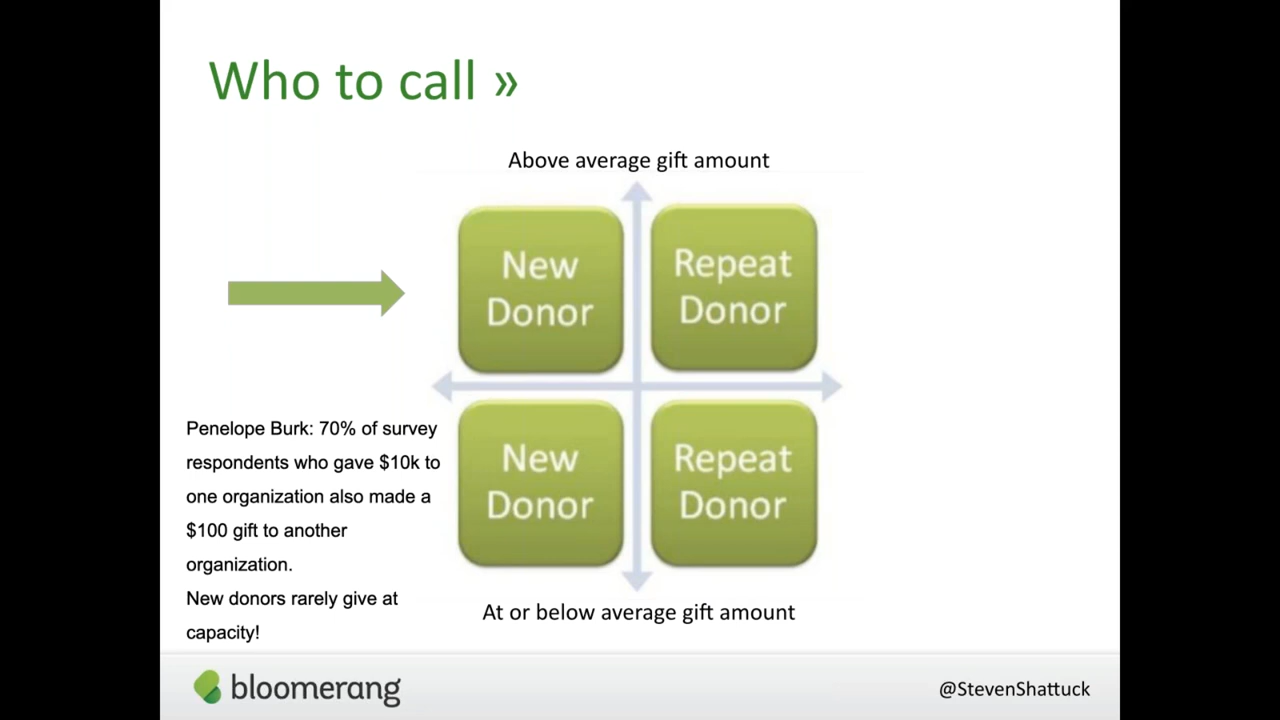 Who to call »
Above average gift amount
New
Donor
Repeat
Donor
New
Donor
Repeat
Donor
Penelope Burk: 70% of survey
respondents who gave $10k to
one organization also made a
$100 gift to another
organization.
New donors rarely give at
capacity!
At or below average gift amount
bloomerang
@StevenShattuck